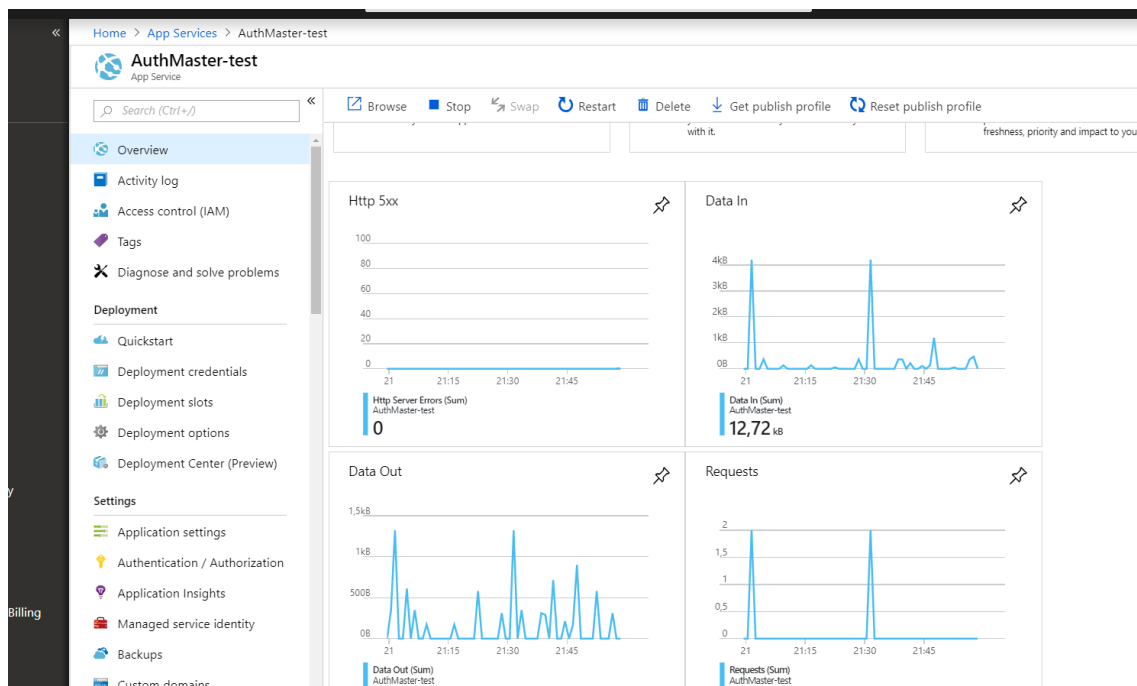 Home > App Services > AuthMaster-test
AuthMaster-test
App Service
Search (Ctrl+/)
Browse Stop Swap Restart Delete Get publish profile Reset publish profile
with it.
freshness, priority and impact to you
Overview
Activity log
Access control (IAM)
Tags
Diagnose and solve problems
Deployment
Quickstart
Deployment credentials
Deployment slots
Deployment options
Deployment Center (Preview)
Settings
Application settings
Authentication / Authorization
Application Insights
Managed service identity
Backups
Custom domains
y
Billing
Http 5xx
100
80
60
40
20
0
21 21:15 21:30 21:45
Http Server Errors (Sum)
AuthMaster-test
0
Data In
4kB
3kB
2kB
1kB
0B
21 21:15 21:30 21:45
Data In (Sum)
AuthMaster-test
12,72 kB
Data Out
1,5kB
1kB
500B
0B
21 21:15 21:30 21:45
Data Out (Sum)
AuthMaster-test
Requests
2
1,5
1
0,5
0
21 21:15 21:30 21:45
Requests (Sum)
AuthMaster-test